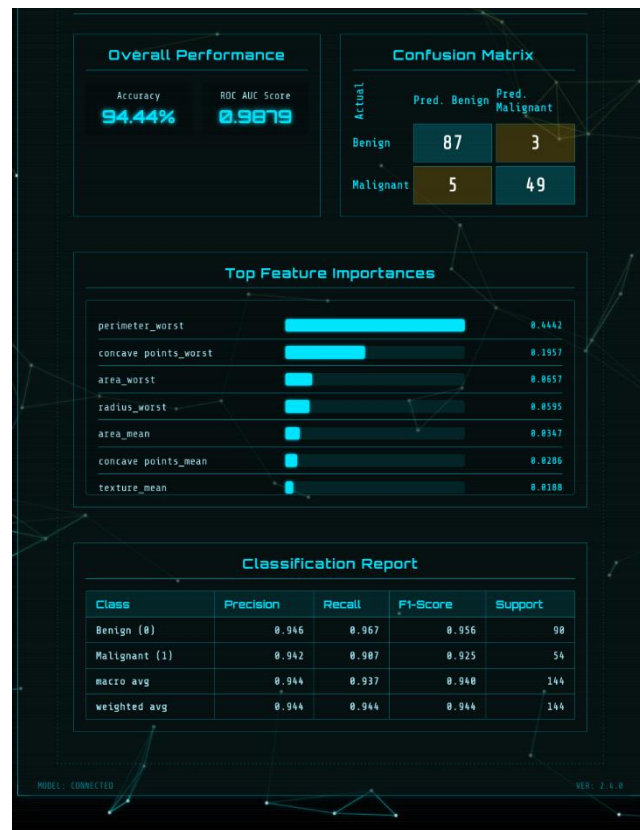 Overall Performance
Accuracy
94.44%
ROC AUC Score
0.9879
Confusion Matrix
Actual
Pred. Benign
Pred. Malignant
Benign 87 3
Malignant 5 49
Top Feature Importances
perimeter_worst 0.4442
concave points_worst 0.1957
area_worst 0.0657
radius_worst 0.0595
area_mean 0.0347
concave points_mean 0.0286
texture_mean 0.0188
Classification Report
Class Precision Recall F1-Score Support
Benign (0) 0.946 0.967 0.956 90
Malignant (1) 0.942 0.907 0.925 54
macro avg 0.944 0.937 0.940 144
weighted avg 0.944 0.944 0.944 144
MODEL: CONNECTED
VER: 2.4.0